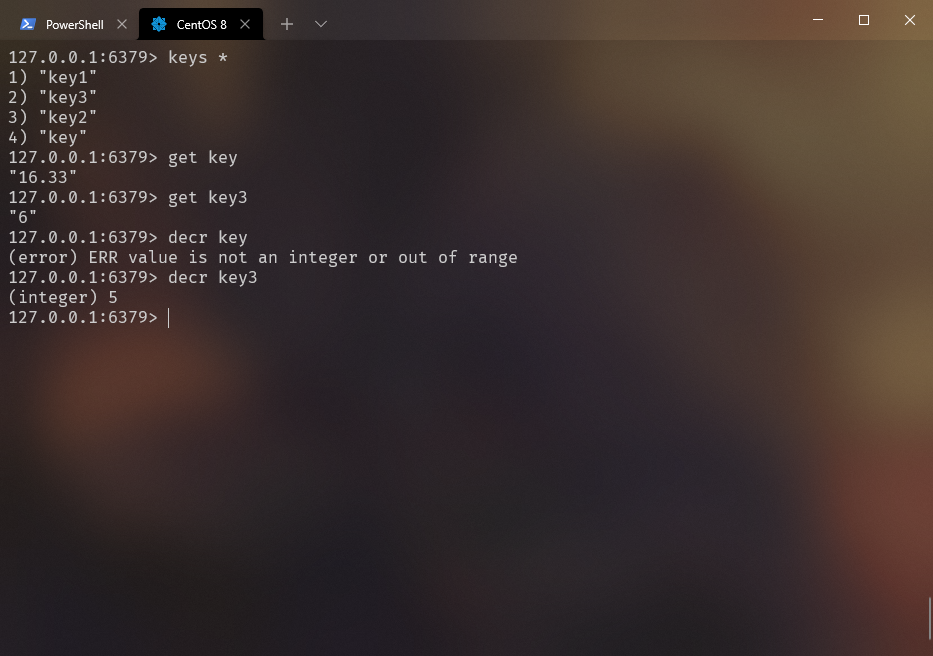 PowerShell
CentOS 8
127.0.0.1:6379> keys *
1) "key1"
2) "key3"
3) "key2"
4) "key"
127.0.0.1:6379> get key
"16.33"
127.0.0.1:6379> get key3
"6"
127.0.0.1:6379> decr key
(error) ERR value is not an integer or out of range
127.0.0.1:6379> decr key3
(integer) 5
127.0.0.1:6379>